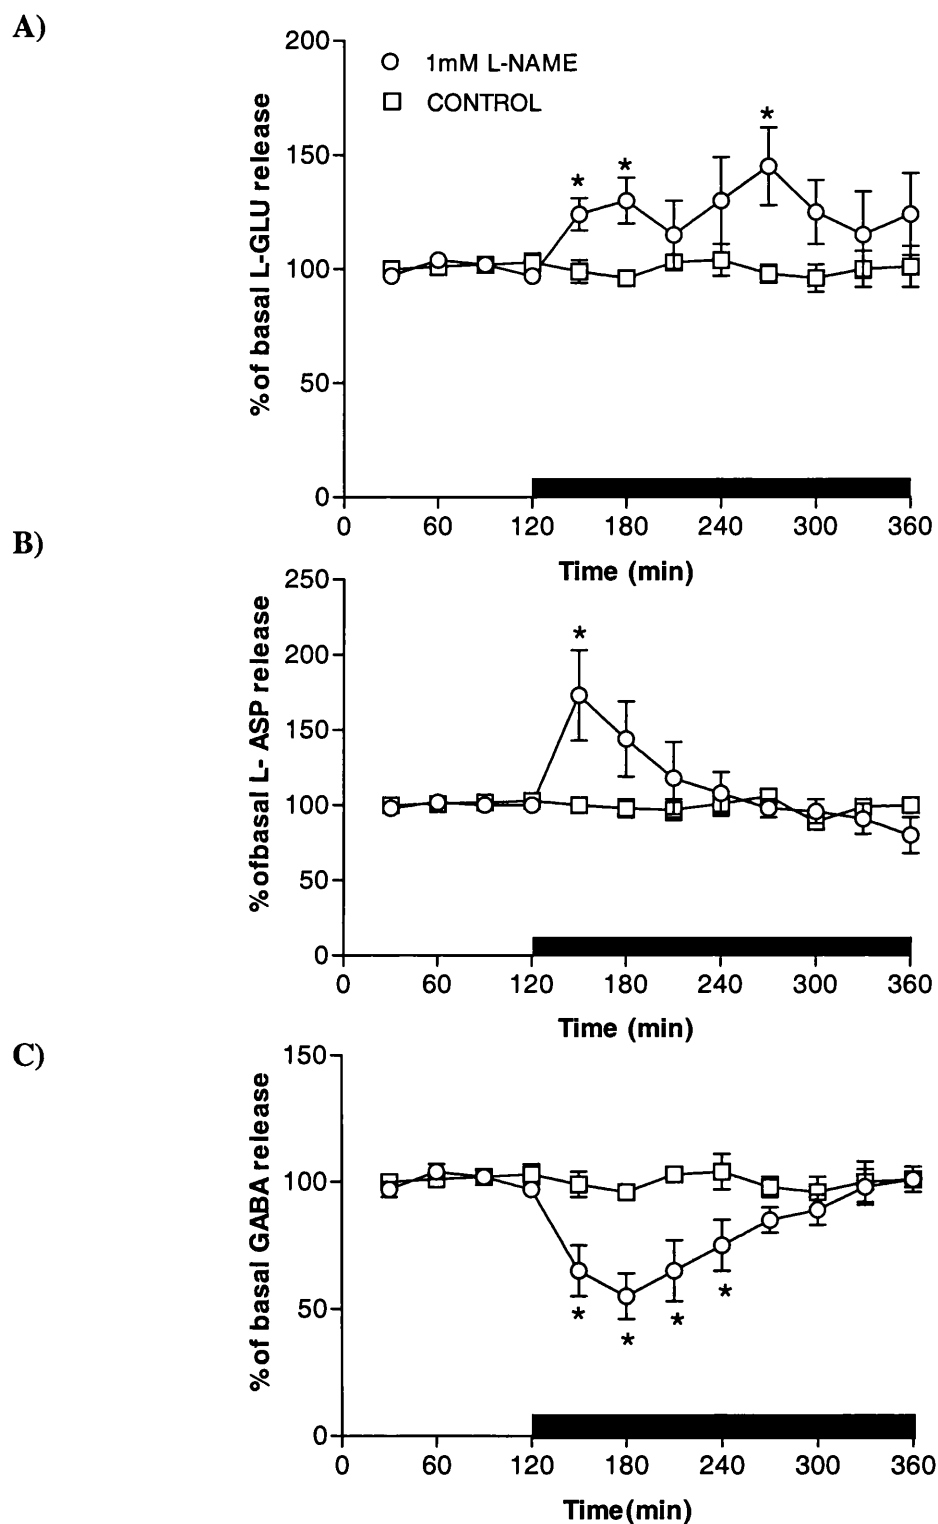 A)
% of basal L-GLU release
200
150
100
50
0
1mM L-NAME
CONTROL
*
*
*
0 60 120 180 240 300 360
Time (min)
B)
%ofbasal L- ASP release
250
200
150
100
50
0
*
0 60 120 180 240 300 360
Time (min)
C)
% of basal GABA release
150
100
50
0
*
*
*
*
0 60 120 180 240 300 360
Time(min)